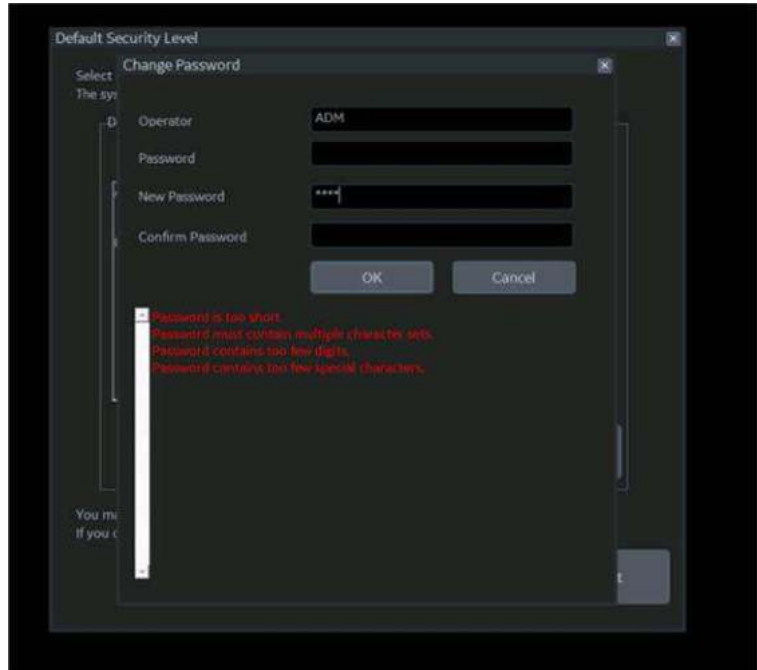 Default Security Level
Change Password
Select
The sys
Operator
ADM
Password
New Password
****
Confirm Password
OK
Cancel
Password is too short.
Password must contain multiple character sets.
Password contains too few digits.
Password contains too few special characters.
You m
If you
t